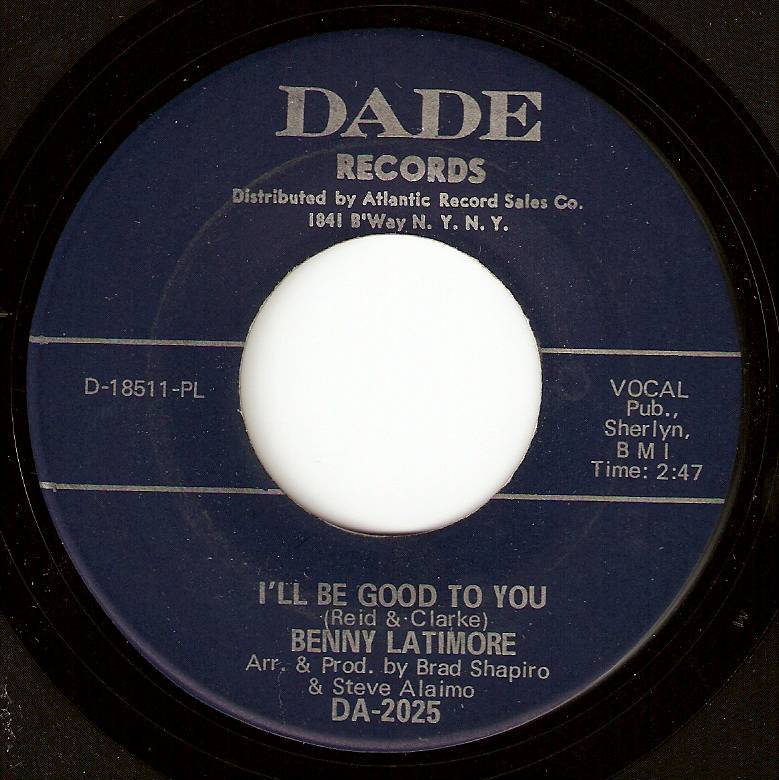 DADE
RECORDS
Distributed by Atlantic Record Sales Co.
1841 B'Way N. Y. N. Y.
D-18511-PL
VOCAL
Pub.,
Sherlyn,
B M I
Time: 2:47
I'LL BE GOOD TO YOU
(Reid & Clarke)
BENNY LATIMORE
Arr. & Prod. by Brad Shapiro
& Steve Alaimo
DA-2025